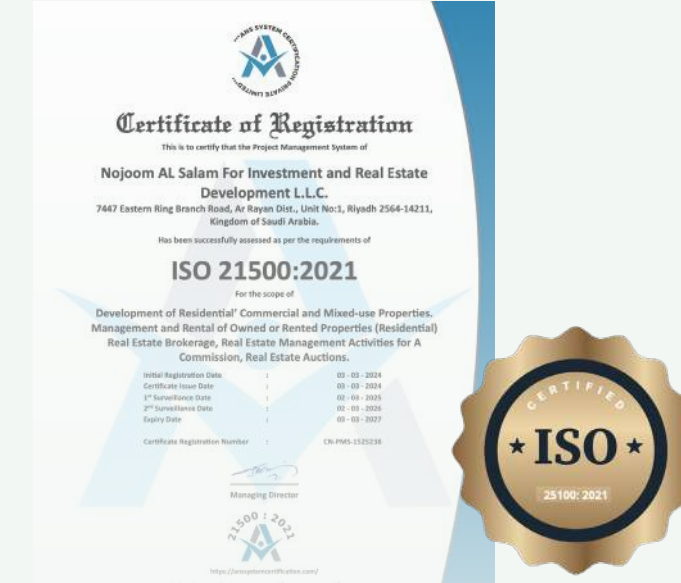 "ANS SYSTEM CERTIFICATION PRIVATE LIMITED"
Certificate of Registration
This is to certify that the Project Management System of
Nojoom AL Salam For Investment and Real Estate
Development L.L.C.
7447 Eastern Ring Branch Road, Ar Rayan Dist., Unit No:1, Riyadh 2564-14211,
Kingdom of Saudi Arabia.
Has been successfully assessed as per the requirements of
ISO 21500:2021
For the scope of
Development of Residential' Commercial and Mixed-use Properties.
Management and Rental of Owned or Rented Properties (Residential)
Real Estate Brokerage, Real Estate Management Activities for A
Commission, Real Estate Auctions.
Initial Registration Date : 03 - 03 - 2024
Certificate Issue Date : 03 - 03 - 2024
1st Surveillance Date : 02 - 03 - 2025
2nd Surveillance Date : 02 - 03 - 2026
Expiry Date : 03 - 03 - 2027
Certificate Registration Number : CN-PMS-1525238
Managing Director
21500 : 2021
https://anssystemcertification.com/
CERTIFIED
ISO
25100: 2021